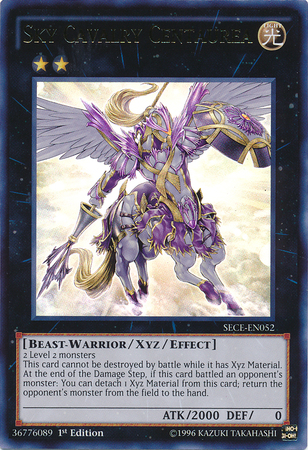 SKY CAVALRY CENTAUREA
LIGHT
光
SECE-EN052
[BEAST-WARRIOR / XYZ / EFFECT]
2 Level 2 monsters
This card cannot be destroyed by battle while it has Xyz Material.
At the end of the Damage Step, if this card battled an opponent's
monster: You can detach 1 Xyz Material from this card; return the
opponent's monster from the field to the hand.
ATK/2000 DEF/ 0
36776089 1st Edition ©1996 KAZUKI TAKAHASHI